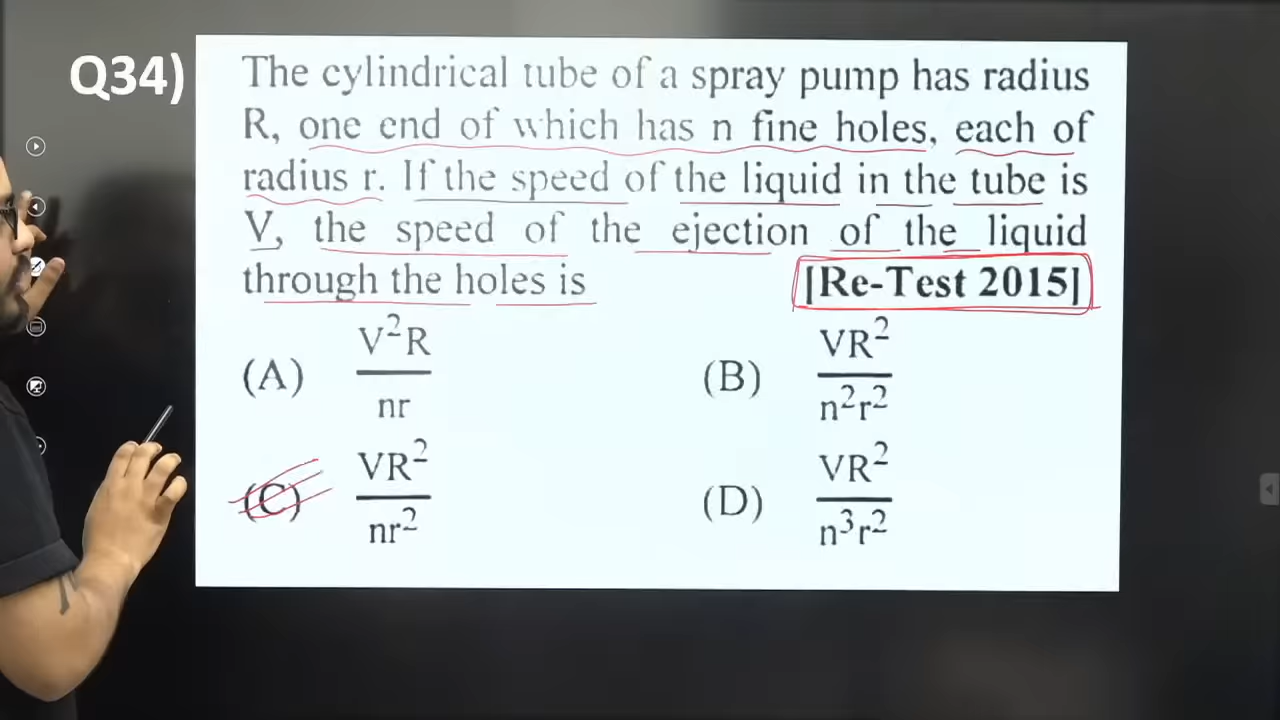 Q34)
The cylindrical tube of a spray pump has radius
R, one end of which has n fine holes, each of
radius r. If the speed of the liquid in the tube is
V, the speed of the ejection of the liquid
through the holes is [Re-Test 2015]
(A) V²R / nr (B) VR² / n²r²
(C) VR² / nr² (D) VR² / n³r²